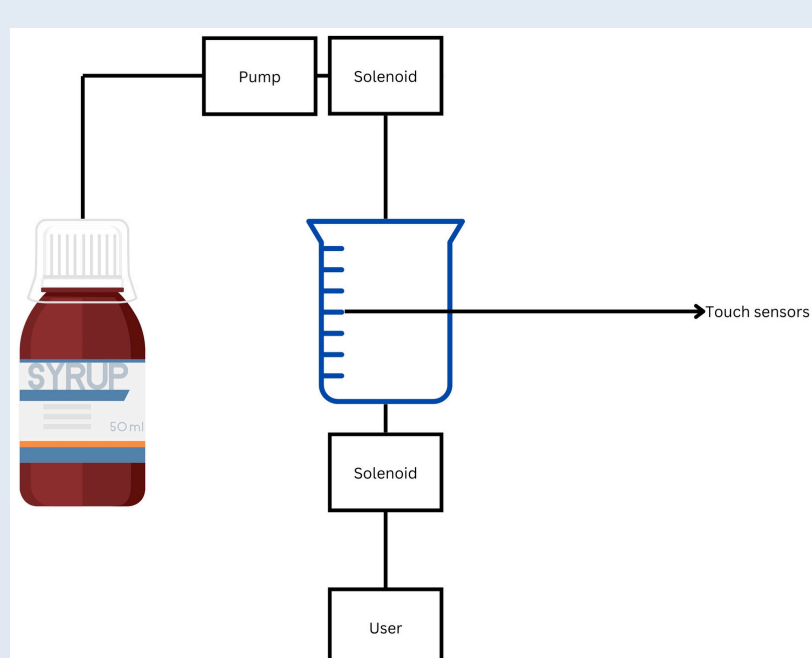 Pump
Solenoid
Touch sensors
SYRUP
50ml
Solenoid
User